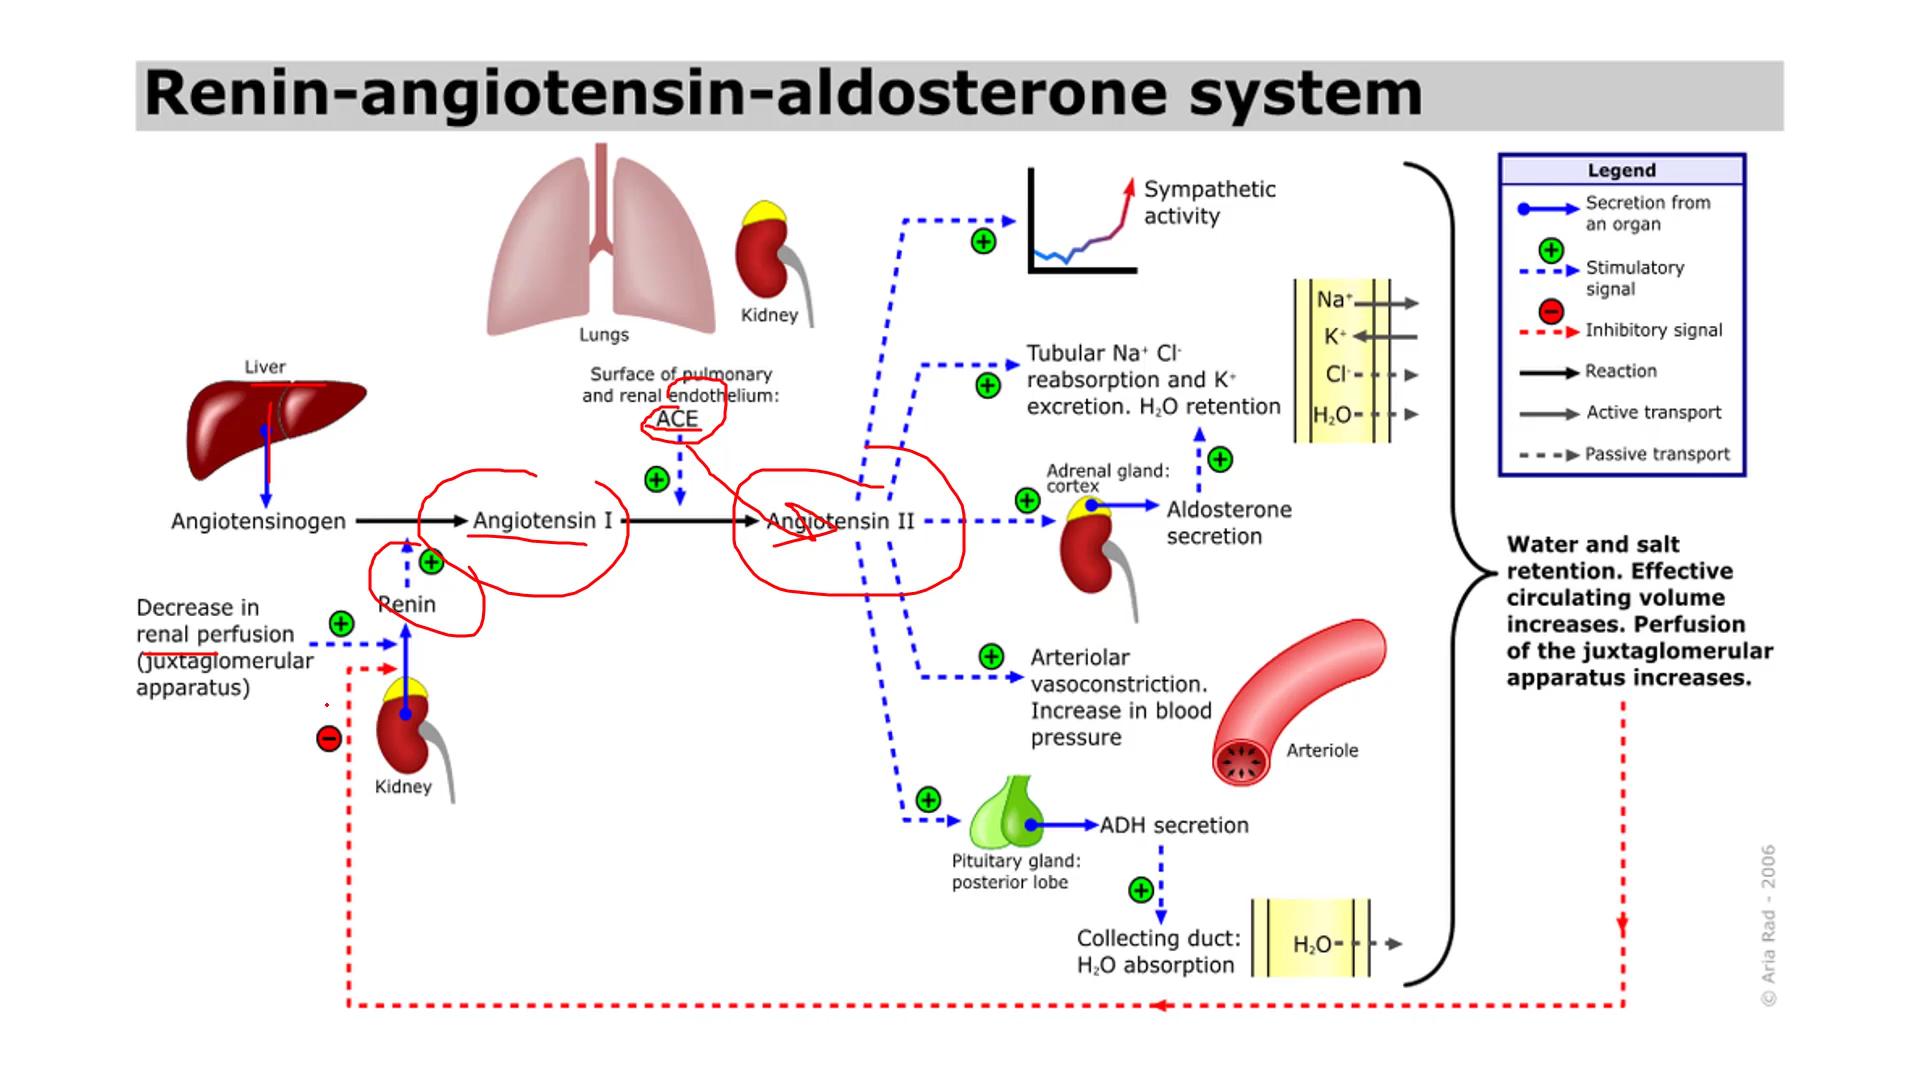 Renin-angiotensin-aldosterone system
Lungs
Kidney
Liver
Surface of pulmonary
and renal endothelium:
ACE
Angiotensinogen
Angiotensin I
Angiotensin II
Renin
Decrease in
renal perfusion
(juxtaglomerular
apparatus)
Kidney
Sympathetic
activity
Tubular Na⁺ Cl⁻
reabsorption and K⁺
excretion. H₂O retention
Na⁺
K⁺
Cl⁻
H₂O
Adrenal gland:
cortex
Aldosterone
secretion
Arteriolar
vasoconstriction.
Increase in blood
pressure
Arteriole
Pituitary gland:
posterior lobe
ADH secretion
Collecting duct:
H₂O absorption
H₂O
Legend
Secretion from
an organ
Stimulatory
signal
Inhibitory signal
Reaction
Active transport
Passive transport
Water and salt
retention. Effective
circulating volume
increases. Perfusion
of the juxtaglomerular
apparatus increases.
© Aria Rad - 2006